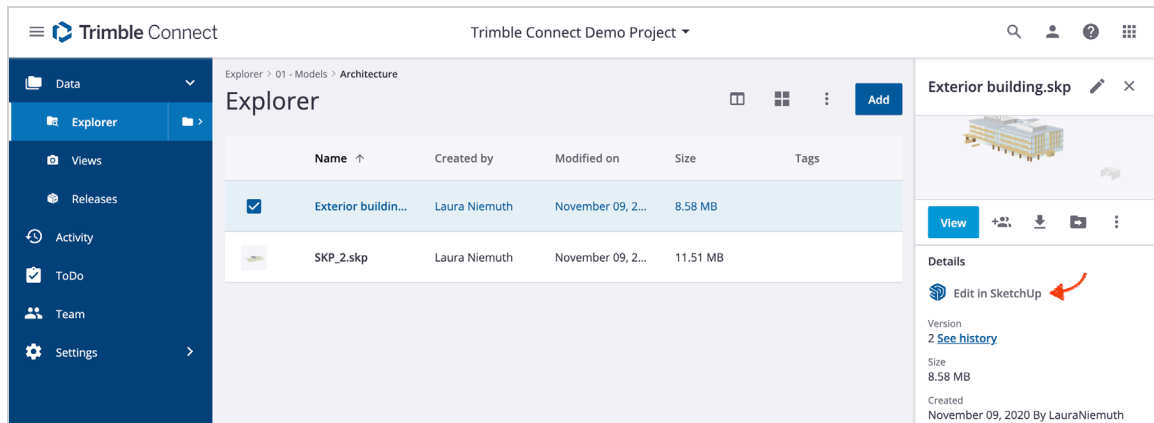 Trimble Connect
Trimble Connect Demo Project
Data
Explorer
Views
Releases
Activity
ToDo
Team
Settings
Explorer > 01 - Models > Architecture
Explorer
Add
Name Created by Modified on Size Tags
Exterior buildin... Laura Niemuth November 09, 2... 8.58 MB
SKP_2.skp Laura Niemuth November 09, 2... 11.51 MB
Exterior building.skp
View
Details
Edit in SketchUp
Version
2 See history
Size
8.58 MB
Created
November 09, 2020 By LauraNiemuth